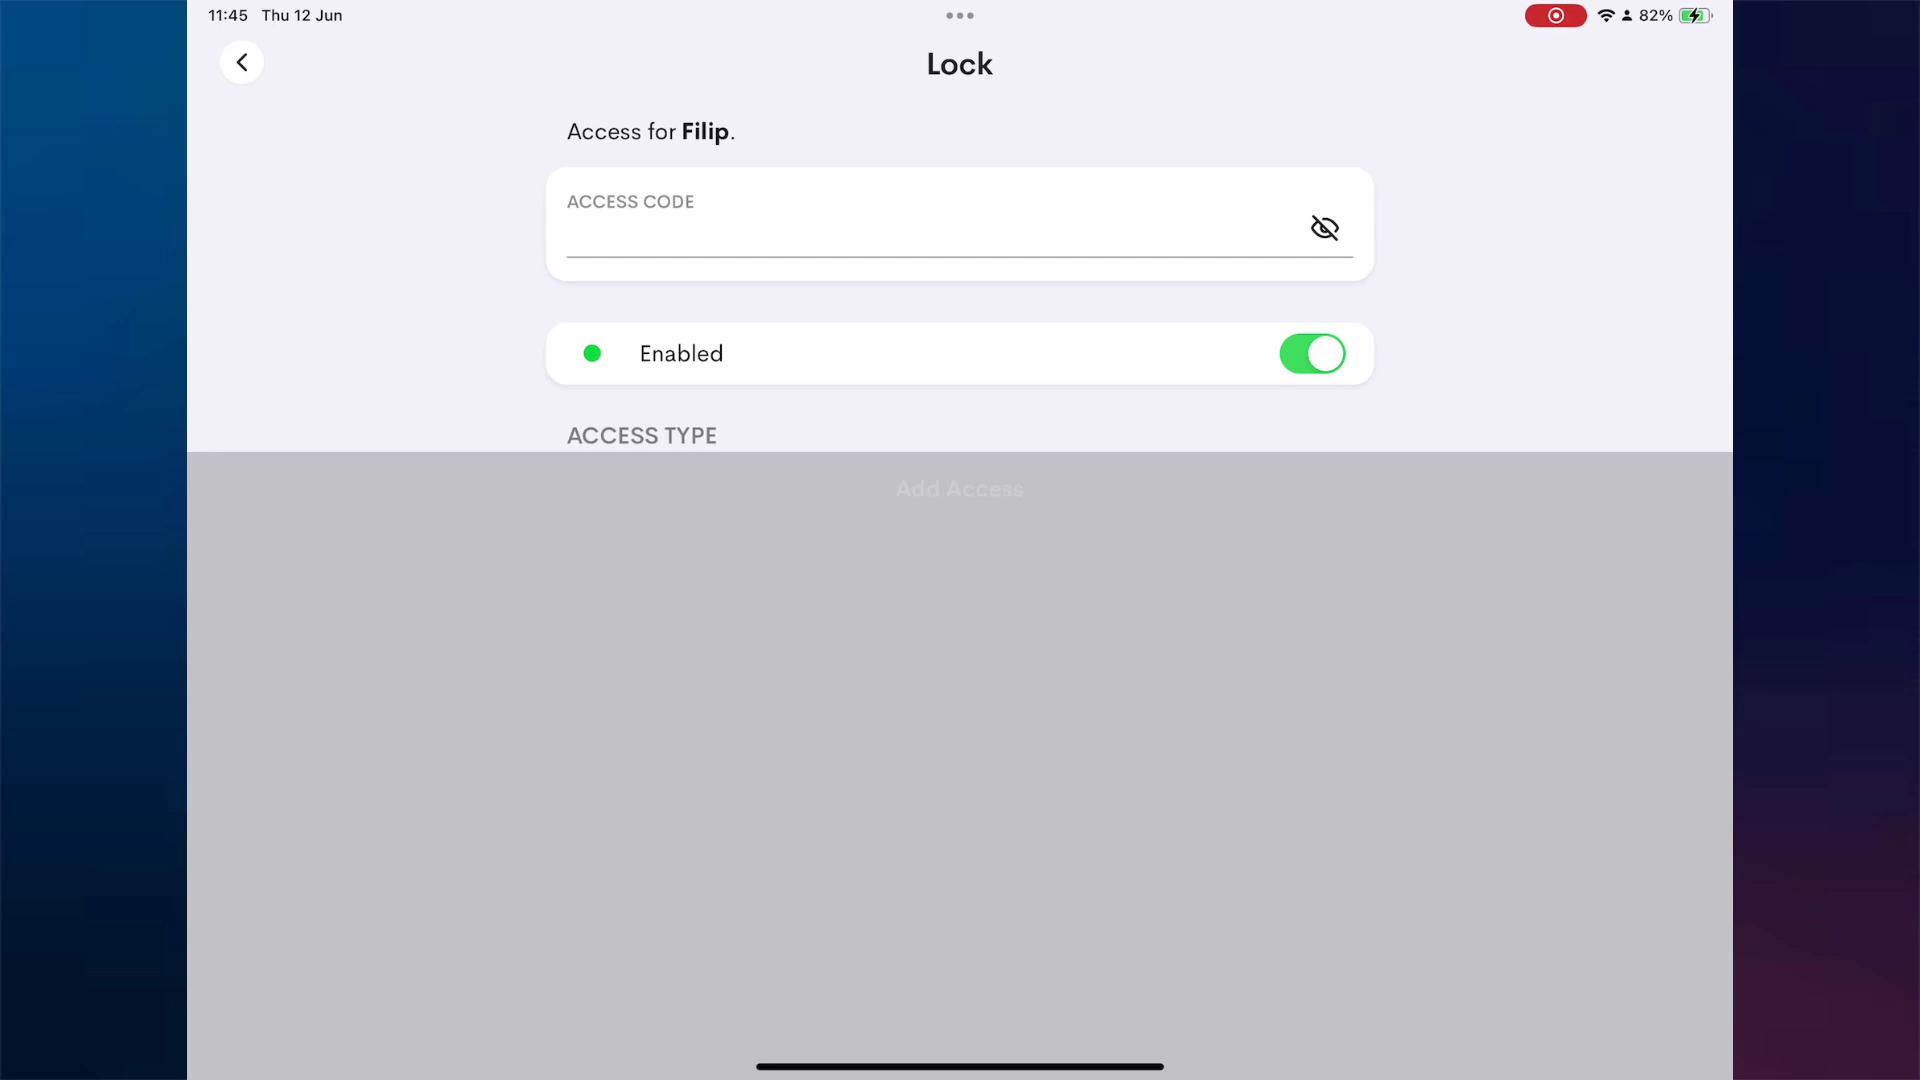 11:45 Thu 12 Jun
82%
Lock
Access for Filip.
ACCESS CODE
Enabled
ACCESS TYPE
Add Access